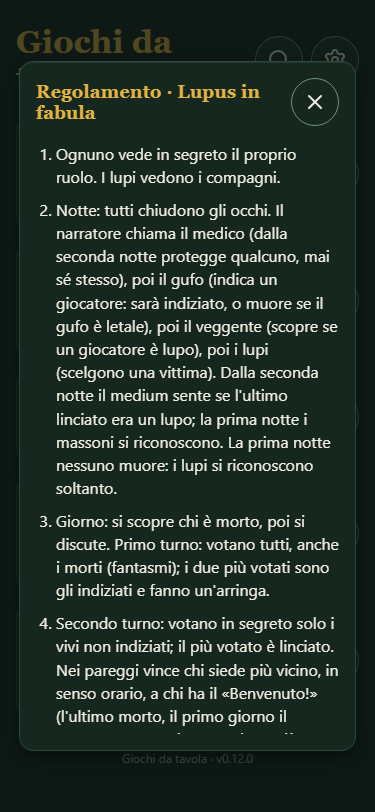 Giochi da
Regolamento · Lupus in
fabula
1. Ognuno vede in segreto il proprio
ruolo. I lupi vedono i compagni.
2. Notte: tutti chiudono gli occhi. Il
narratore chiama il medico (dalla
seconda notte protegge qualcuno, mai
sé stesso), poi il gufo (indica un
giocatore: sarà indiziato, o muore se il
gufo è letale), poi il veggente (scopre se
un giocatore è lupo), poi i lupi
(scelgono una vittima). Dalla seconda
notte il medium sente se l'ultimo
linciato era un lupo; la prima notte i
massoni si riconoscono. La prima notte
nessuno muore: i lupi si riconoscono
soltanto.
3. Giorno: si scopre chi è morto, poi si
discute. Primo turno: votano tutti, anche
i morti (fantasmi); i due più votati sono
gli indiziati e fanno un'arringa.
4. Secondo turno: votano in segreto solo i
vivi non indiziati; il più votato è linciato.
Nei pareggi vince chi siede più vicino, in
senso orario, a chi ha il «Benvenuto!»
(l'ultimo morto, il primo giorno il
Giochi da tavola · v0.12.0